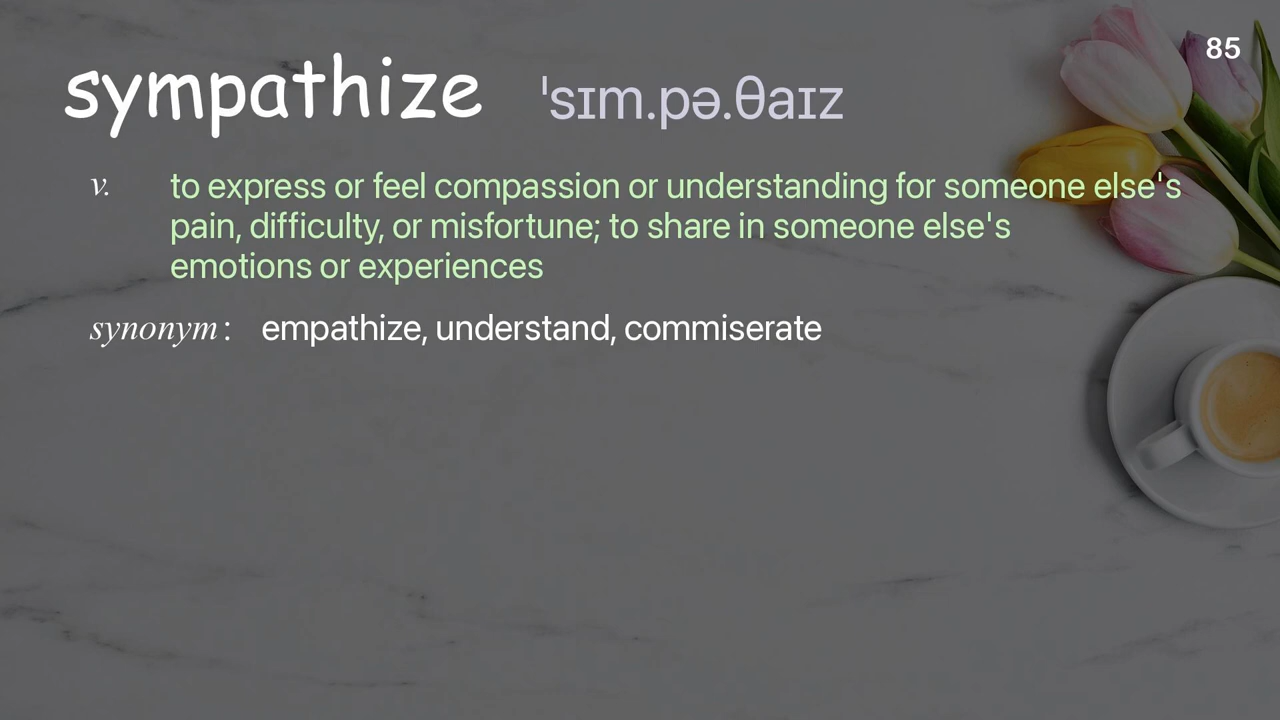 85
sympathize ˈsɪm.pə.θaɪz
v. to express or feel compassion or understanding for someone else's
pain, difficulty, or misfortune; to share in someone else's
emotions or experiences
synonym: empathize, understand, commiserate